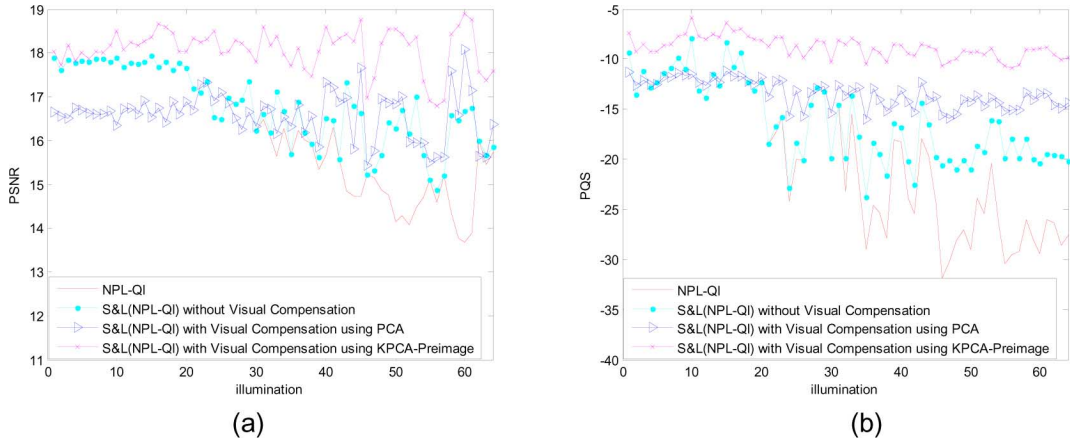 19
18
17
16
15
14
13
12
11
PSNR
NPL-QI
S&L(NPL-QI) without Visual Compensation
S&L(NPL-QI) with Visual Compensation using PCA
S&L(NPL-QI) with Visual Compensation using KPCA-Preimage
0 10 20 30 40 50 60
illumination
(a)
-5
-10
-15
-20
-25
-30
-35
-40
PQS
NPL-QI
S&L(NPL-QI) without Visual Compensation
S&L(NPL-QI) with Visual Compensation using PCA
S&L(NPL-QI) with Visual Compensation using KPCA-Preimage
0 10 20 30 40 50 60
illumination
(b)